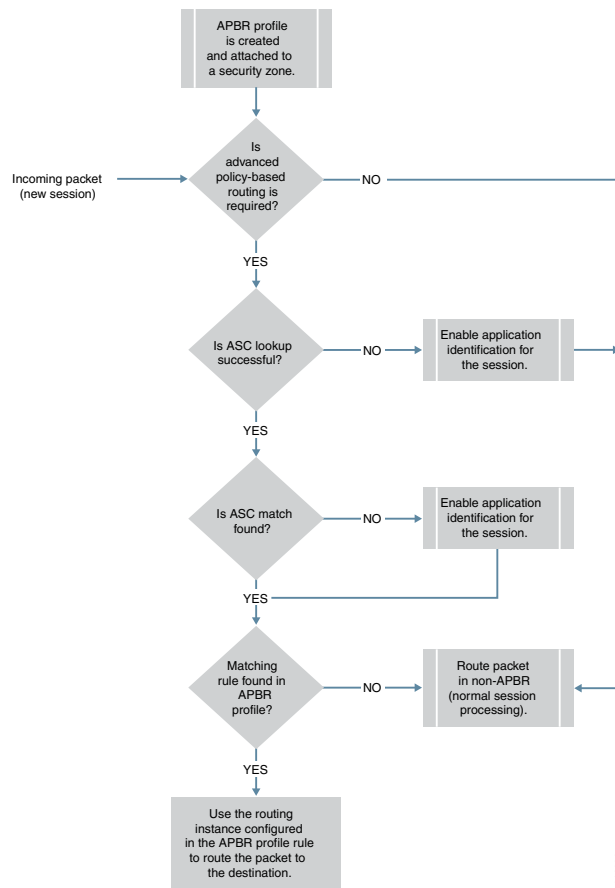 APBR profile
is created
and attached to
a security zone.
Incoming packet
(new session)
Is
advanced
policy-based
routing is
required?
NO
YES
Is ASC lookup
successful?
NO
Enable application
identification for
the session.
YES
Is ASC match
found?
NO
Enable application
identification for
the session.
YES
Matching
rule found in
APBR
profile?
NO
Route packet
in non-APBR
(normal session
processing).
YES
Use the routing
instance configured
in the APBR profile rule
to route the packet to
the destination.